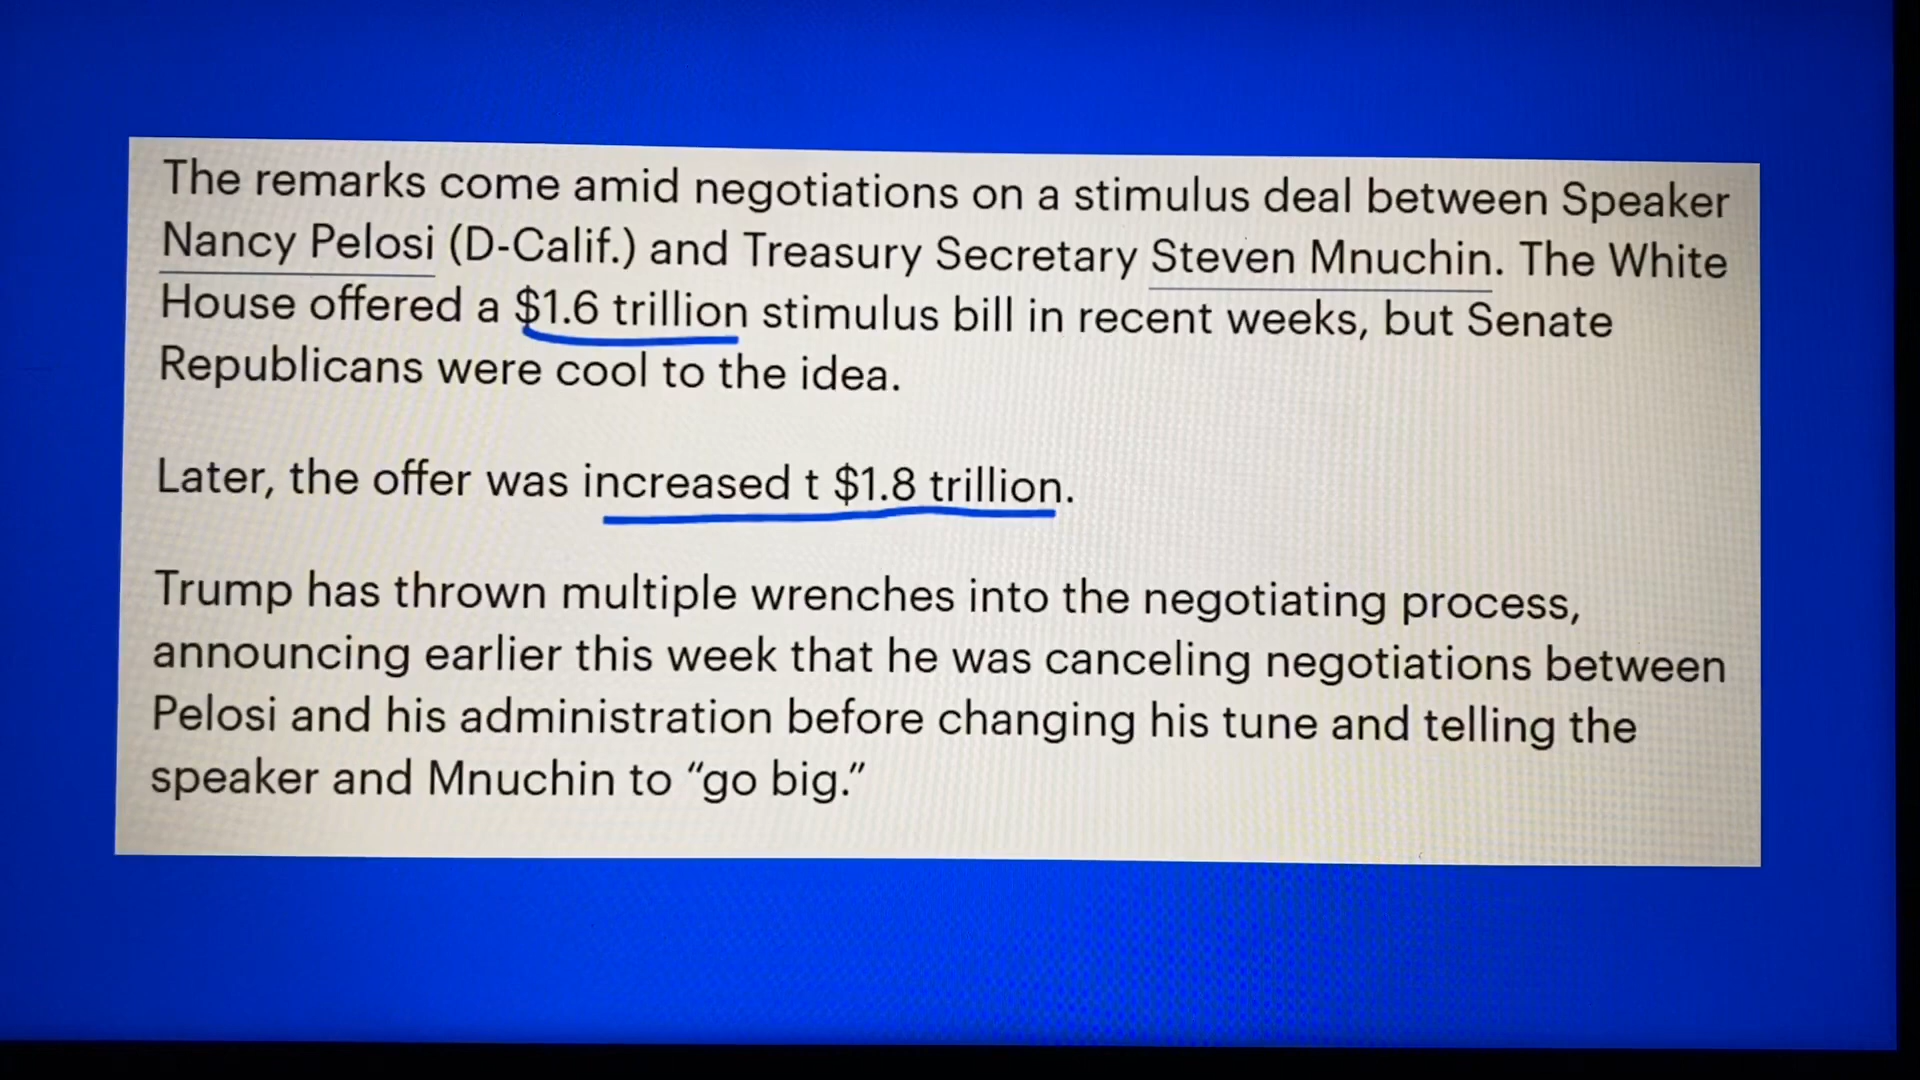 The remarks come amid negotiations on a stimulus deal between Speaker
Nancy Pelosi (D-Calif.) and Treasury Secretary Steven Mnuchin. The White
House offered a $1.6 trillion stimulus bill in recent weeks, but Senate
Republicans were cool to the idea.
Later, the offer was increased t $1.8 trillion.
Trump has thrown multiple wrenches into the negotiating process,
announcing earlier this week that he was canceling negotiations between
Pelosi and his administration before changing his tune and telling the
speaker and Mnuchin to “go big.”